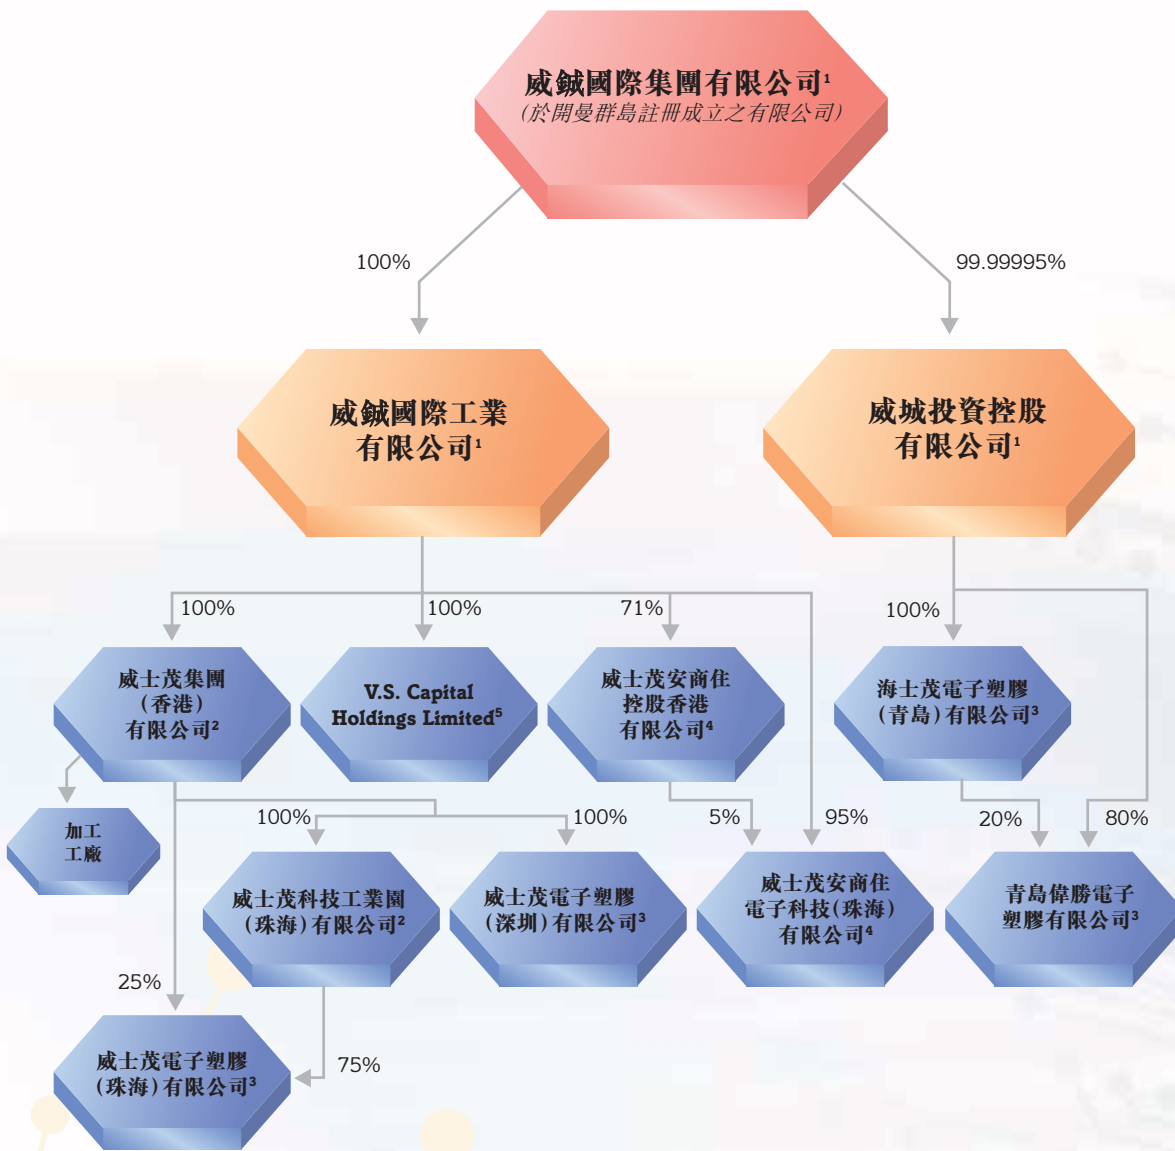 威鋮國際集團有限公司¹
(於開曼群島註冊成立之有限公司)
100%
99.99995%
威鋮國際工業
有限公司¹
威城投資控股
有限公司¹
100%
100%
71%
100%
威士茂集團
(香港)
有限公司²
V.S. Capital
Holdings Limited⁵
威士茂安商住
控股香港
有限公司⁴
海士茂電子塑膠
(青島)有限公司³
100%
100%
5%
95%
20%
80%
加工
工廠
威士茂科技工業園
(珠海)有限公司²
威士茂電子塑膠
(深圳)有限公司³
威士茂安商住
電子科技(珠海)
有限公司⁴
青島偉勝電子
塑膠有限公司³
25%
75%
威士茂電子塑膠
(珠海)有限公司³